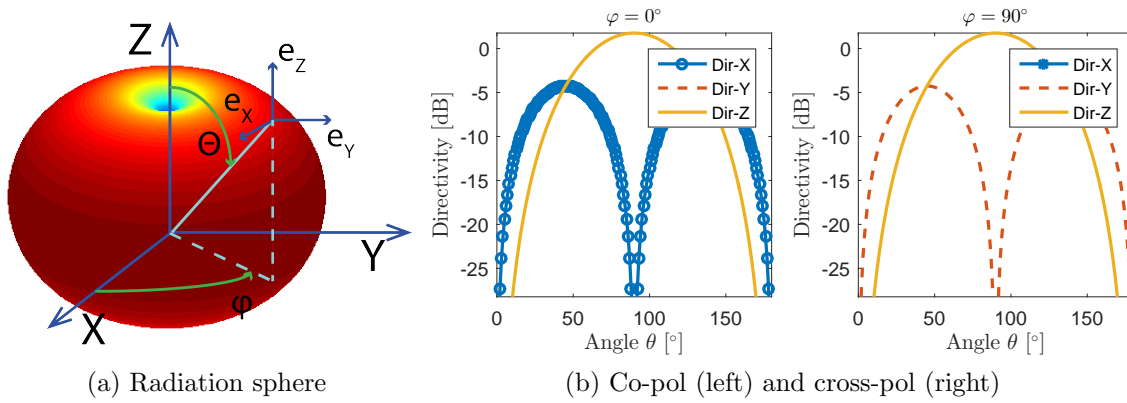 Z
e_Z
e_X
Θ
e_Y
Y
φ
X
(a) Radiation sphere
φ = 0°
Directivity [dB]
0
-5
-10
-15
-20
-25
Dir-X
Dir-Y
Dir-Z
0 50 100 150
Angle θ [°]
φ = 90°
Directivity [dB]
0
-5
-10
-15
-20
-25
Dir-X
Dir-Y
Dir-Z
0 50 100 150
Angle θ [°]
(b) Co-pol (left) and cross-pol (right)